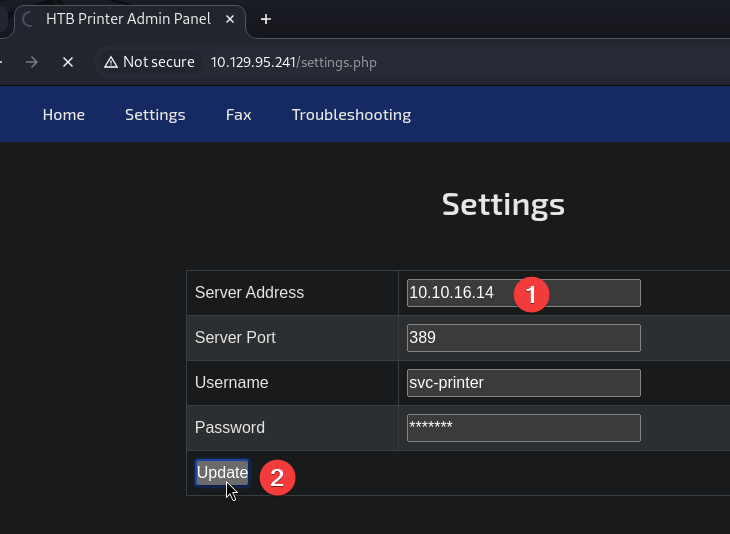 HTB Printer Admin Panel
Not secure 10.129.95.241/settings.php
Home Settings Fax Troubleshooting
Settings
Server Address 10.10.16.14 1
Server Port 389
Username svc-printer
Password *******
Update 2